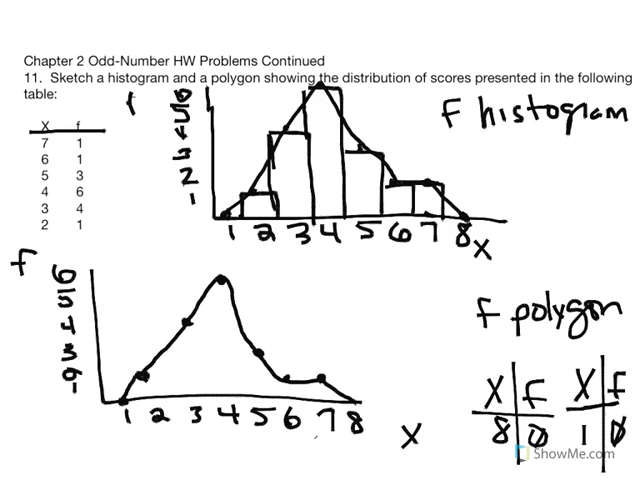 Chapter 2 Odd-Number HW Problems Continued
11. Sketch a histogram and a polygon showing the distribution of scores presented in the following
table:
X f
7 1
6 1
5 3
4 6
3 4
2 1
f
6
5
4
3
2
1
1 2 3 4 5 6 7 8 X
F histogram
f
6
5
4
3
2
1
1 2 3 4 5 6 7 8 X
F polygon
X f X f
8 0 1 0
ShowMe.com